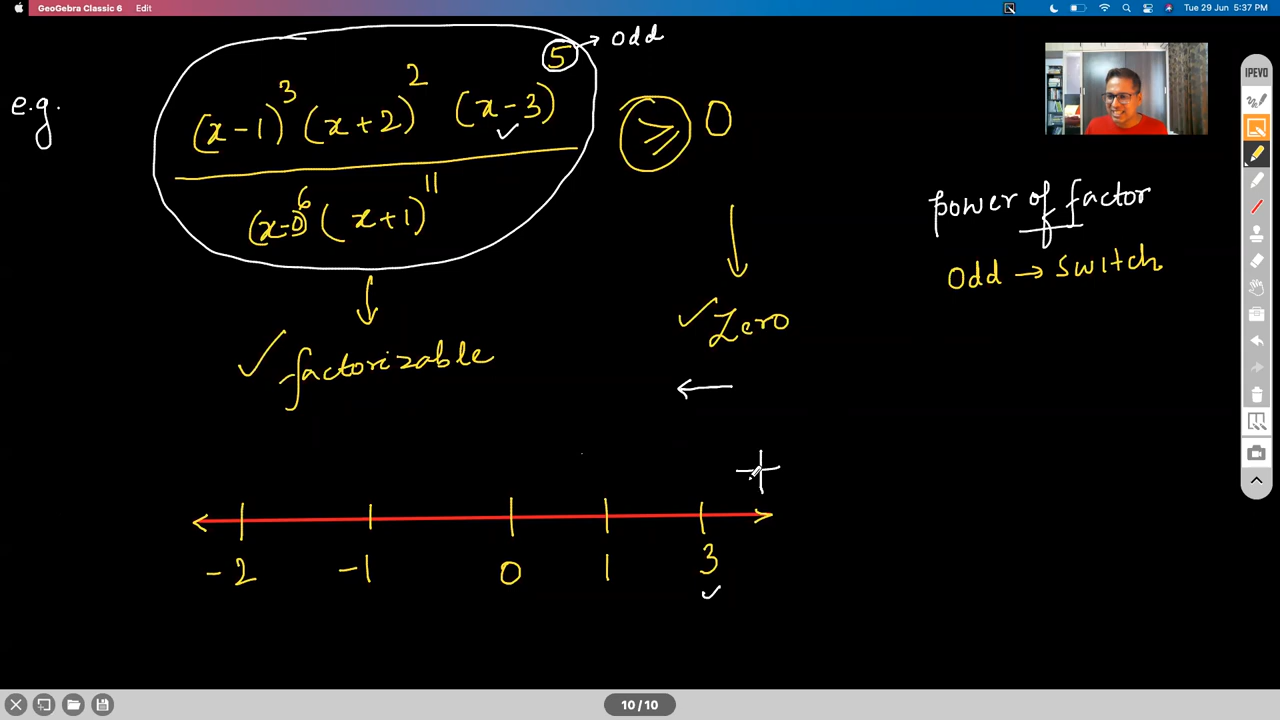 GeoGebra Classic 6 Edit Tue 29 Jun 5:37 PM
IPEVO
e.g. (x-1)³ (x+2)² (x-3)⁵ → odd
≥ 0
(x-0)⁶ (x+1)¹¹
power of factor
odd → switch
✓ Zero
✓ factorizable
←
+
-2 -1 0 1 3
✓
10/10